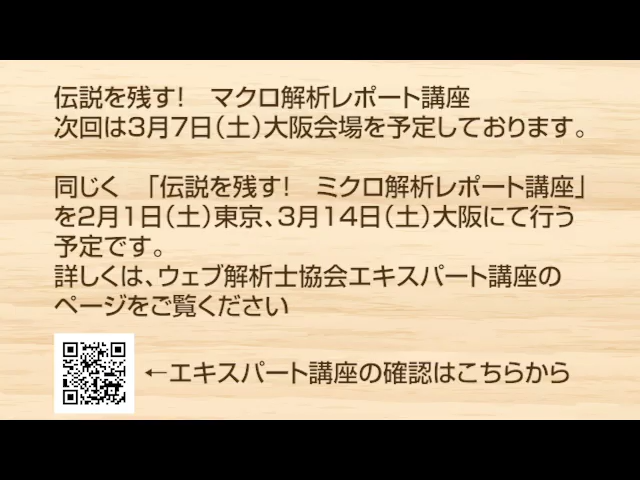 伝説を残す！　マクロ解析レポート講座
次回は３月７日（土）大阪会場を予定しております。
同じく　「伝説を残す！　ミクロ解析レポート講座」
を２月１日（土）東京、３月１４日（土）大阪にて行う
予定です。
詳しくは、ウェブ解析士協会エキスパート講座の
ページをご覧ください
←エキスパート講座の確認はこちらから